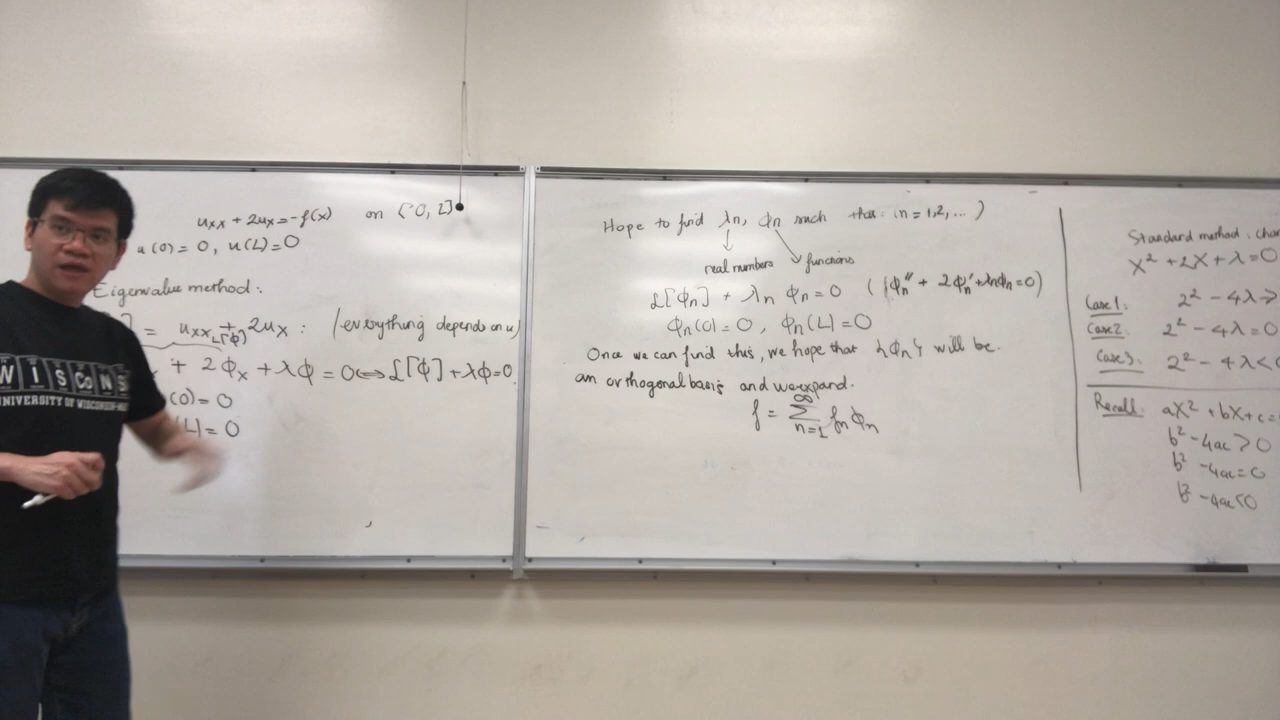 uxx + 2ux = -f(x) on [0, L]
u(0) = 0, u(L) = 0
Eigenvalue method:
] = uxx + 2ux : (everything depends on u)
L[ϕ]
+ 2ϕx + λϕ = 0 ⟺ L[ϕ] + λϕ = 0
(0) = 0
(L) = 0
WISCoNS
UNIVERSITY OF WISCONSIN-MA
Hope to find λn, ϕn such that: (n = 1,2, ... )
real numbers functions
L[ϕn] + λn ϕn = 0 (ϕn'' + 2ϕn' + λnϕn = 0)
ϕn(0) = 0, ϕn(L) = 0
Once we can find this, we hope that {ϕn} will be
an orthogonal basis and we expand.
f = ∑ n=1 ∞ fn ϕn
Standard method: char
X² + 2X + λ = 0
Case 1: 2² - 4λ >
Case 2: 2² - 4λ = 0
Case 3: 2² - 4λ < 0
Recall: aX² + bX + c =
b² - 4ac > 0
b² - 4ac = 0
b² - 4ac < 0